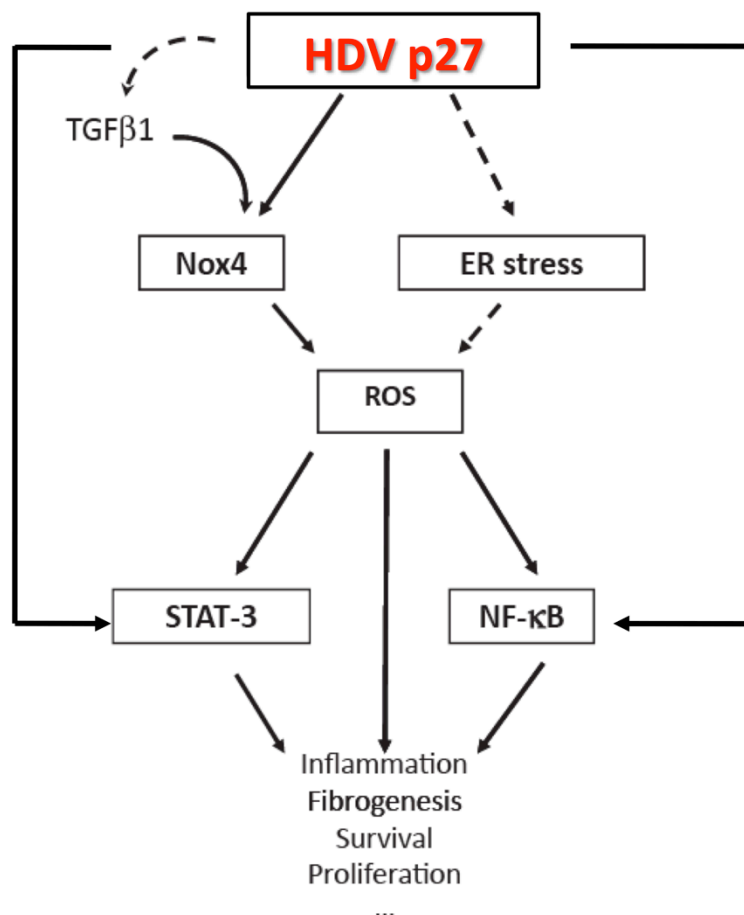 HDV p27
TGFβ1
Nox4
ER stress
ROS
STAT-3
NF-κB
Inflammation
Fibrogenesis
Survival
Proliferation
...